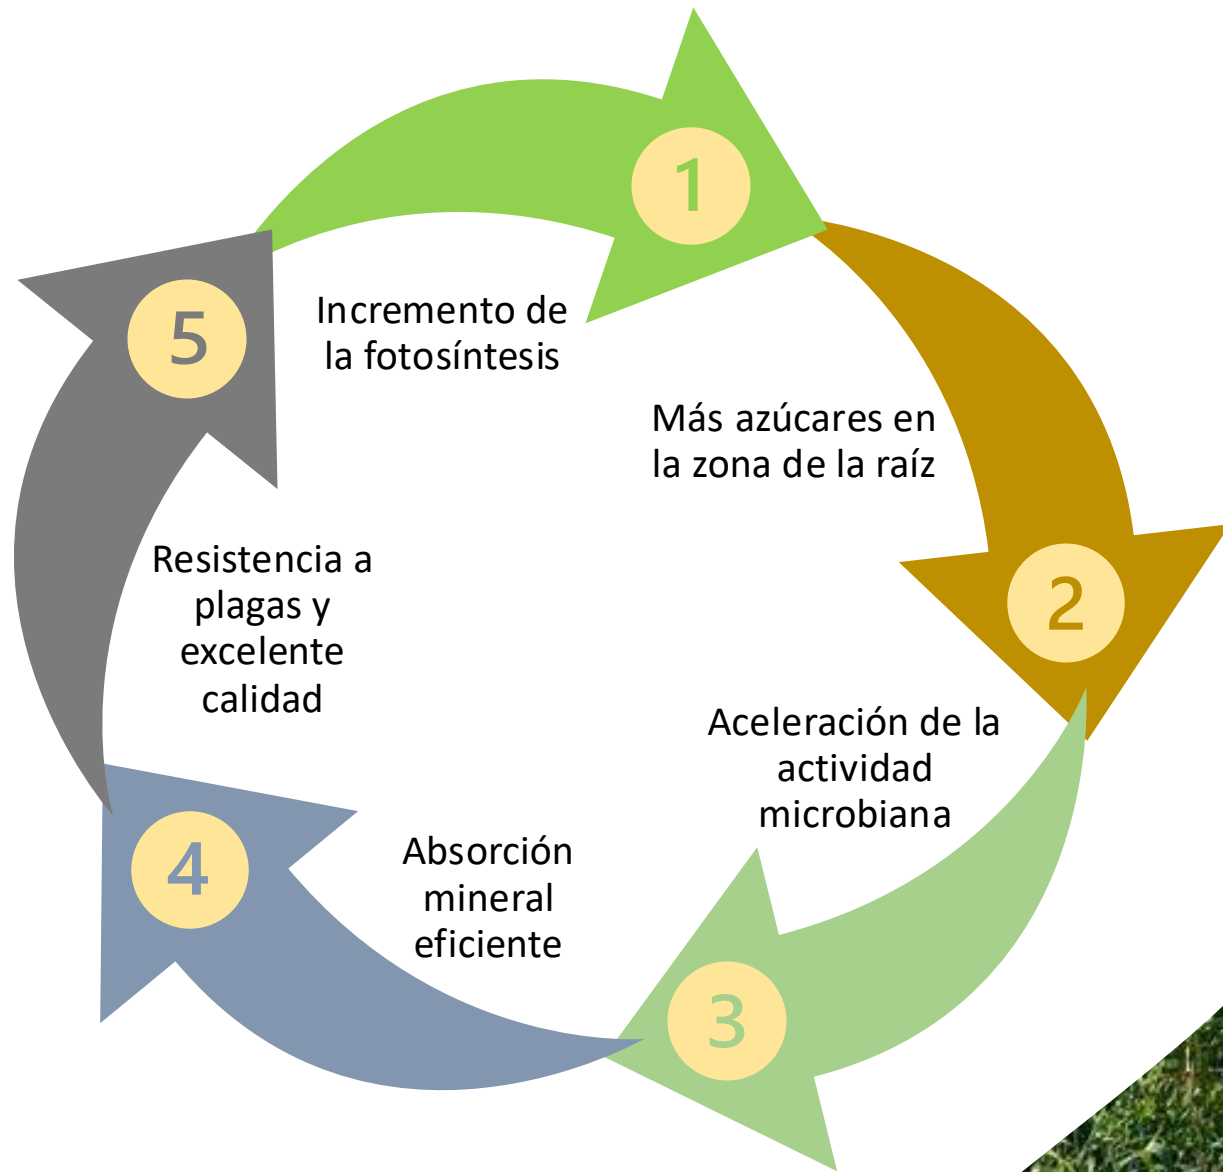 1
Incremento de
la fotosíntesis
2
Más azúcares en
la zona de la raíz
3
Aceleración de la
actividad
microbiana
4
Absorción
mineral
eficiente
5
Resistencia a
plagas y
excelente
calidad